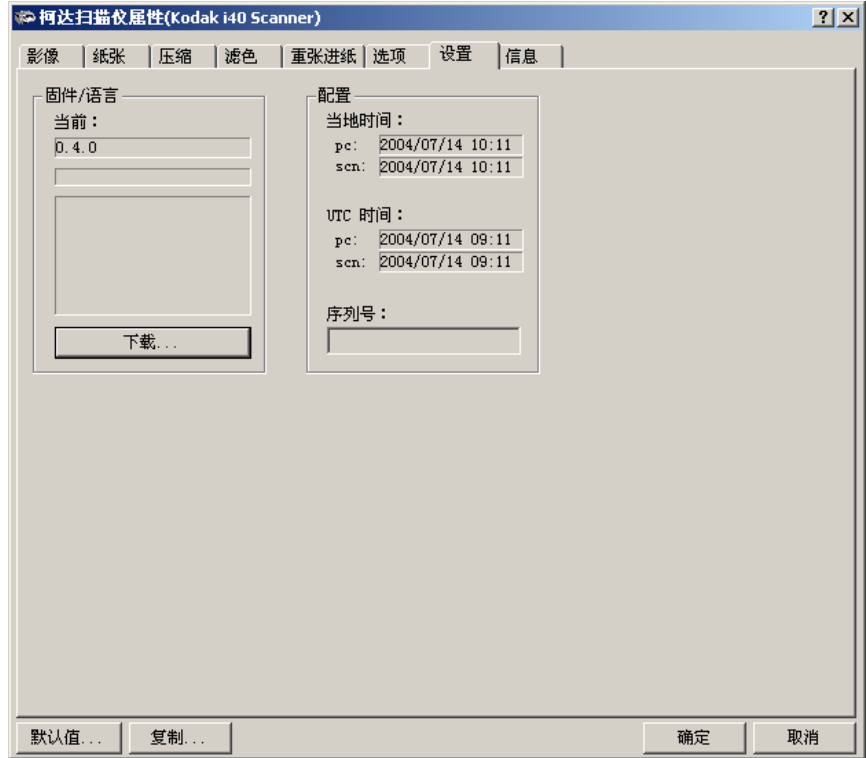 柯达扫描仪属性(Kodak i40 Scanner)
影像 纸张 压缩 滤色 重张进纸 选项 设置 信息
固件/语言
当前：
0.4.0
下载...
配置
当地时间：
pc: 2004/07/14 10:11
scn: 2004/07/14 10:11
UTC 时间：
pc: 2004/07/14 09:11
scn: 2004/07/14 09:11
序列号：
默认值... 复制... 确定 取消